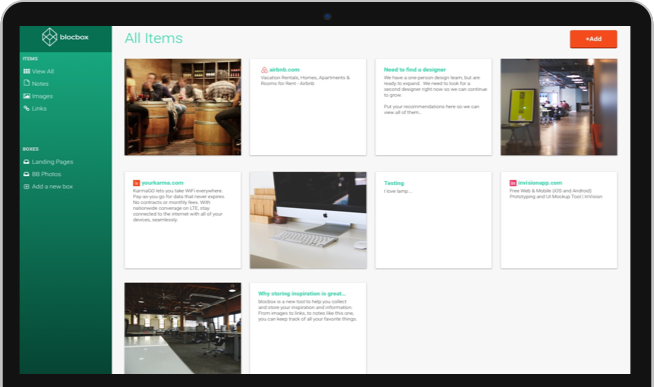 blocbox
All Items
+Add
ITEMS
View All
Notes
Images
Links
BOXES
Landing Pages
BB Photos
Add a new box
airbnb.com
Vacation Rentals, Homes, Apartments &
Rooms for Rent - Airbnb
Need to find a designer
We have a one person design team, but are
ready to expand. We need to look for a
second designer right now so we can continue
to grow.
Put your recommendations here so we can
view all of them...
yourkarma.com
KarmaGO lets you take WiFi everywhere.
Pay-as-you-go for data that never expires.
No contracts or monthly fees. With
nationwide converage on LTE, stay
connected to the internet with all of your
devices, seamlessly.
Testing
I love lamp...
invisionapp.com
Free Web & Mobile (iOS and Android)
Prototyping and UI Mockup Tool | InVision
Why storing inspiration is great...
blocbox is a new tool to help you collect
and store your inspiration and information.
From images to links, to notes like this one,
you can keep track of all your favorite things.